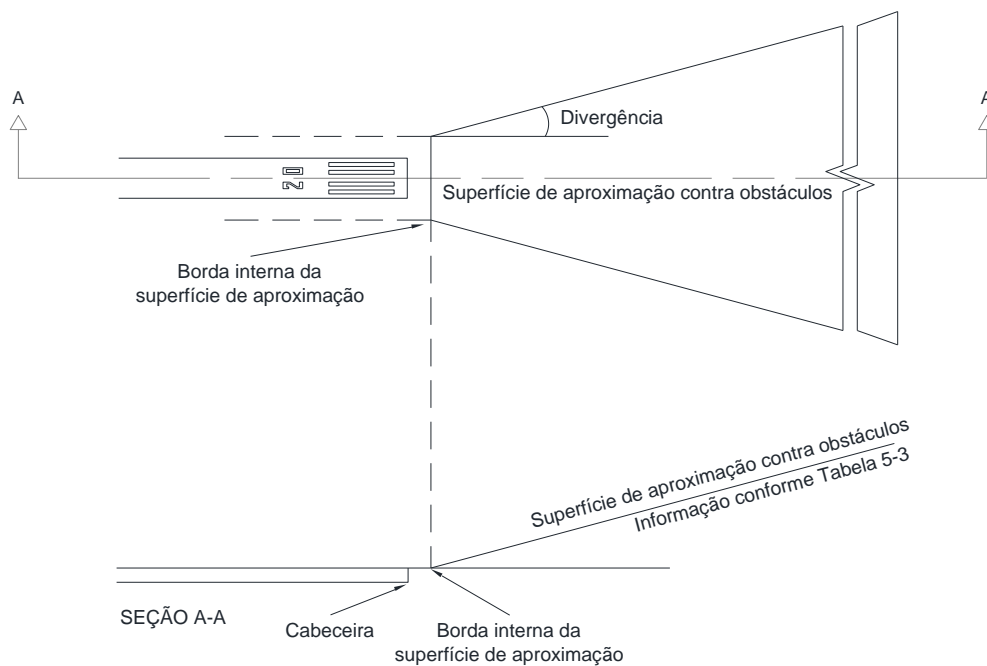 A
A
Divergência
20
Superfície de aproximação contra obstáculos
Borda interna da
superfície de aproximação
Superfície de aproximação contra obstáculos
Informação conforme Tabela 5-3
SEÇÃO A-A
Cabeceira
Borda interna da
superfície de aproximação